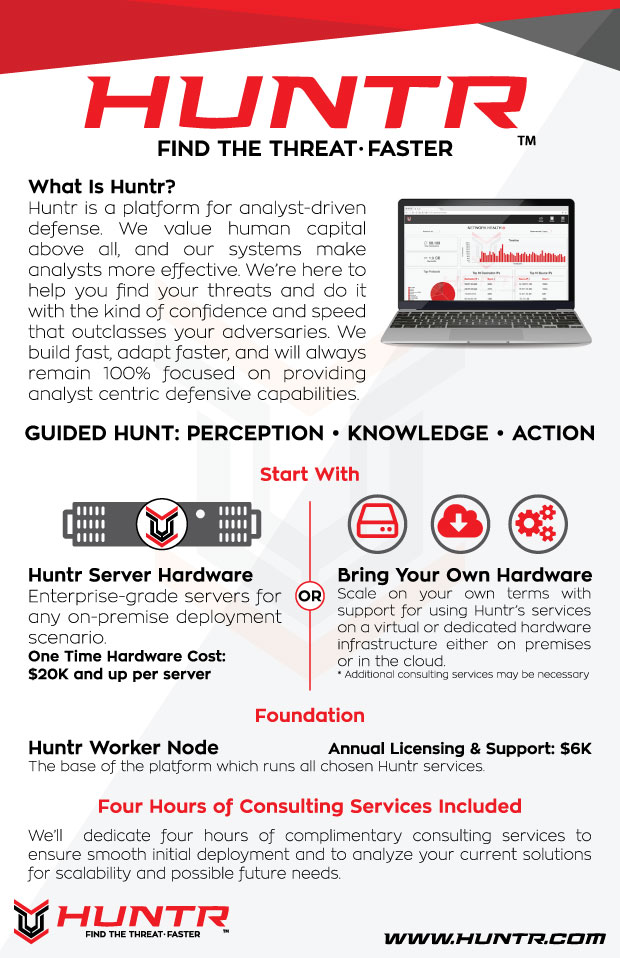 HUNTR
TM
FIND THE THREAT·FASTER
What Is Huntr?
Huntr is a platform for analyst-driven
defense. We value human capital
above all, and our systems make
analysts more effective. We're here to
help you find your threats and do it
with the kind of confidence and speed
that outclasses your adversaries. We
build fast, adapt faster, and will always
remain 100% focused on providing
analyst centric defensive capabilities.
NETWORK HEALTH
GUIDED HUNT: PERCEPTION • KNOWLEDGE • ACTION
Start With
Huntr Server Hardware
Enterprise-grade servers for
any on-premise deployment
scenario.
One Time Hardware Cost:
$20K and up per server
OR
Bring Your Own Hardware
Scale on your own terms with
support for using Huntr's services
on a virtual or dedicated hardware
infrastructure either on premises
or in the cloud.
* Additional consulting services may be necessary
Foundation
Huntr Worker Node
Annual Licensing & Support: $6K
The base of the platform which runs all chosen Huntr services.
Four Hours of Consulting Services Included
We'll dedicate four hours of complimentary consulting services to
ensure smooth initial deployment and to analyze your current solutions
for scalability and possible future needs.
HUNTR
TM
FIND THE THREAT·FASTER
WWW.HUNTR.COM